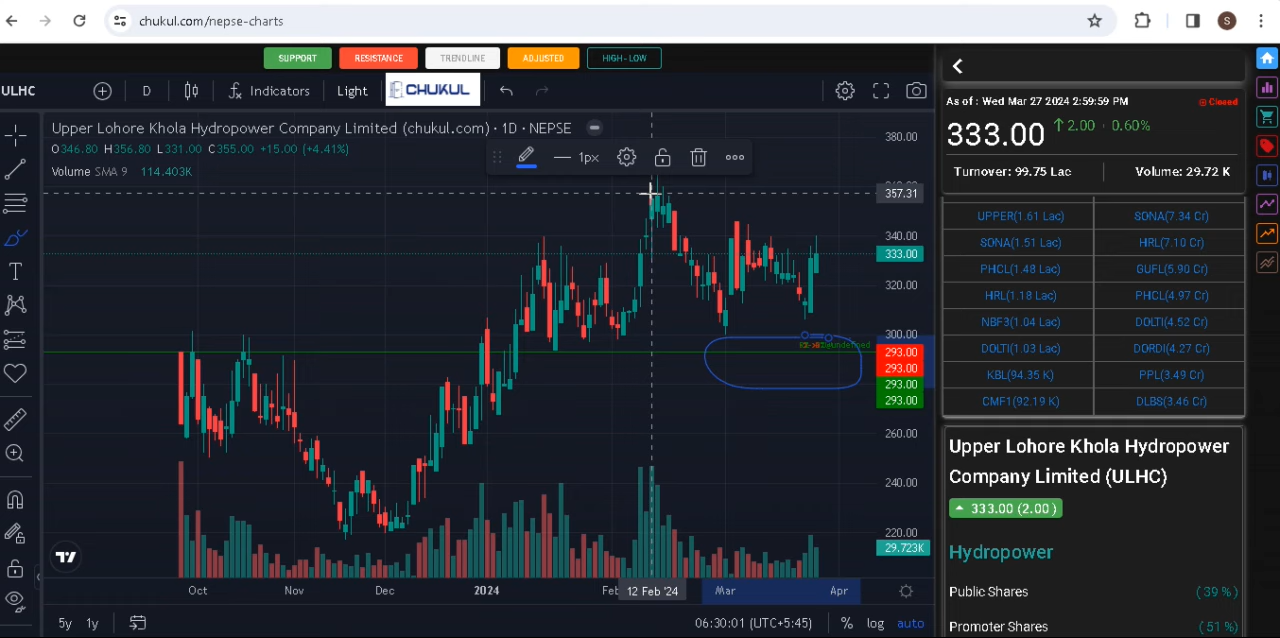 chukul.com/nepse-charts
S
SUPPORT RESISTANCE TRENDLINE ADJUSTED HIGH-LOW
ULHC D Indicators Light CHUKUL
Upper Lohore Khola Hydropower Company Limited (chukul.com) · 1D · NEPSE
O346.80 H356.80 L331.00 C355.00 +15.00 (+4.41%)
Volume SMA 9 114.403K
1px
380.00
357.31
340.00
333.00
320.00
300.00
293.00
293.00
293.00
293.00
260.00
240.00
220.00
29.723K
Oct Nov Dec 2024 Feb 12 Feb '24 Mar Apr
5y 1y 06:30:01 (UTC+5:45) % log auto
As of : Wed Mar 27 2024 2:59:59 PM Closed
333.00 ↑ 2.00 · 0.60%
Turnover: 99.75 Lac Volume: 29.72 K
UPPER(1.61 Lac) SONA(7.34 Cr)
SONA(1.51 Lac) HRL(7.10 Cr)
PHCL(1.48 Lac) GUFL(5.90 Cr)
HRL(1.18 Lac) PHCL(4.97 Cr)
NBF3(1.04 Lac) DOLTI(4.52 Cr)
DOLTI(1.03 Lac) DORDI(4.27 Cr)
KBL(94.35 K) PPL(3.49 Cr)
CMF1(92.19 K) DLBS(3.46 Cr)
Upper Lohore Khola Hydropower
Company Limited (ULHC)
333.00 (2.00 )
Hydropower
Public Shares ( 39 % )
Promoter Shares ( 51 % )